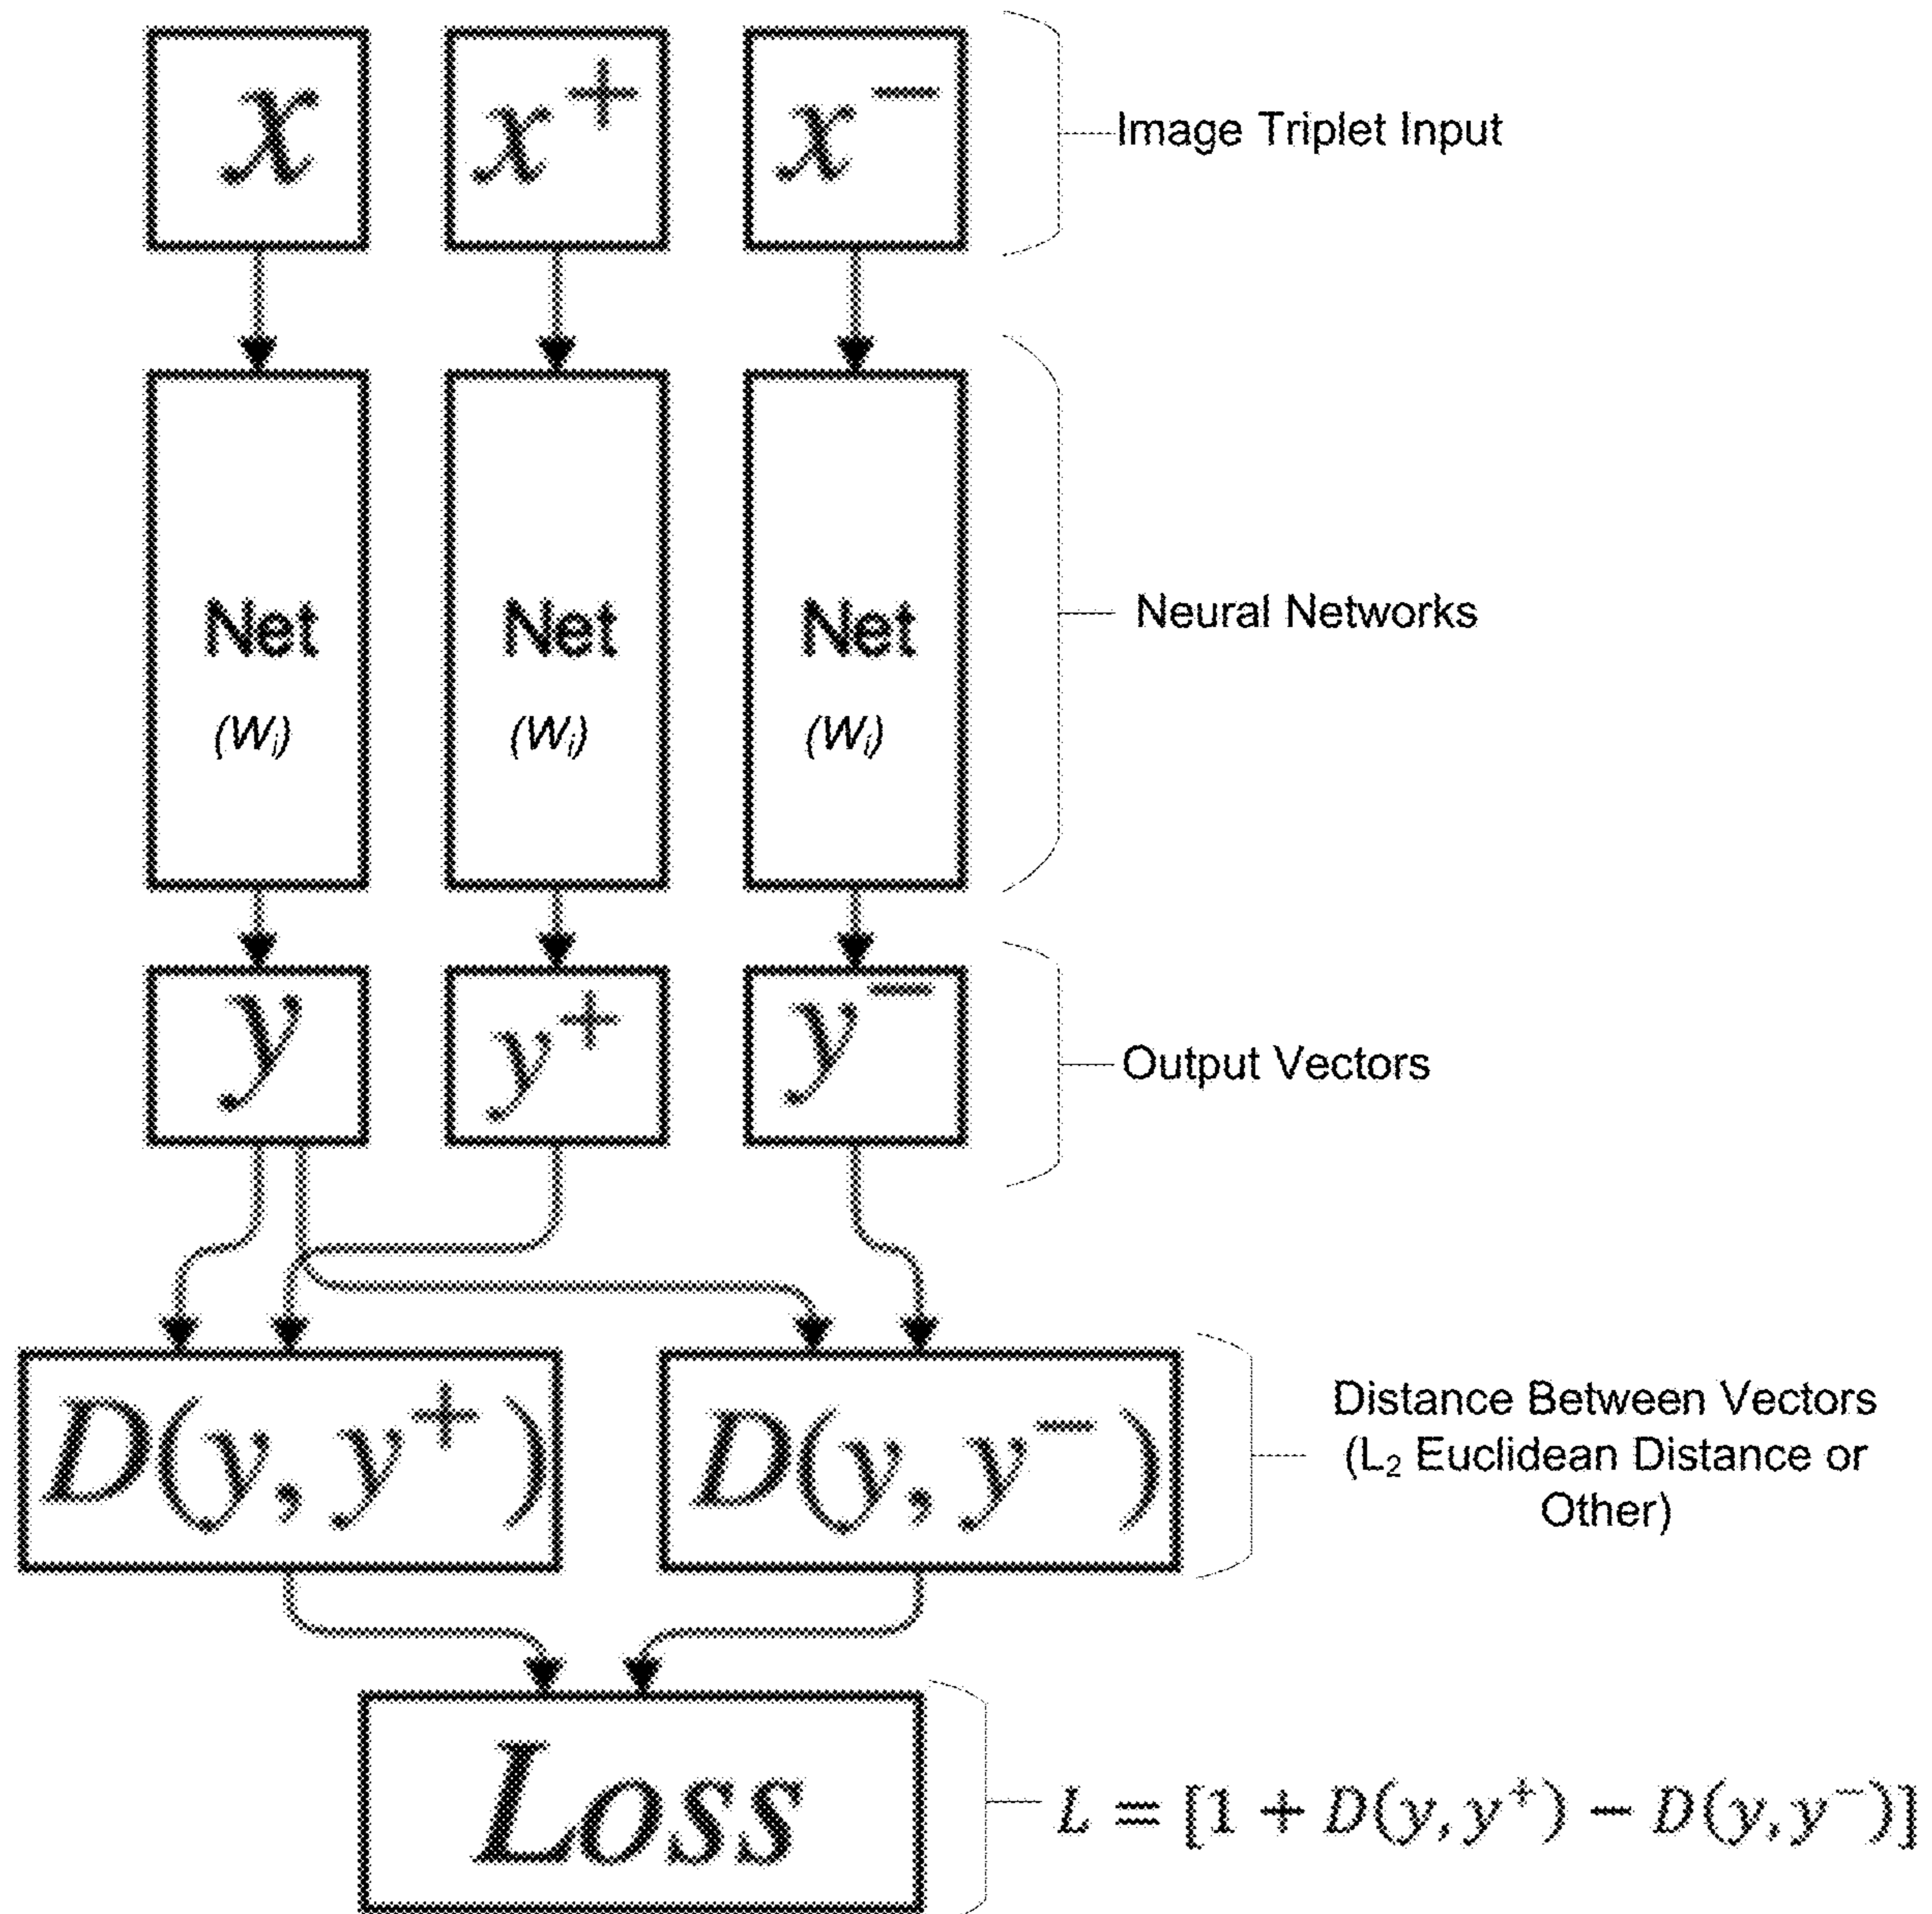 x x⁺ x⁻ Image Triplet Input
Net Net Net Neural Networks
(Wᵢ) (Wᵢ) (Wᵢ)
y y⁺ y⁻ Output Vectors
D(y, y⁺) D(y, y⁻)
Distance Between Vectors
(L₂ Euclidean Distance or
Other)
Loss
L = [1 + D(y, y⁺) − D(y, y⁻)]